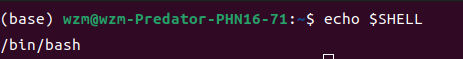 (base) wzm@wzm-Predator-PHN16-71:~$ echo $SHELL
/bin/bash